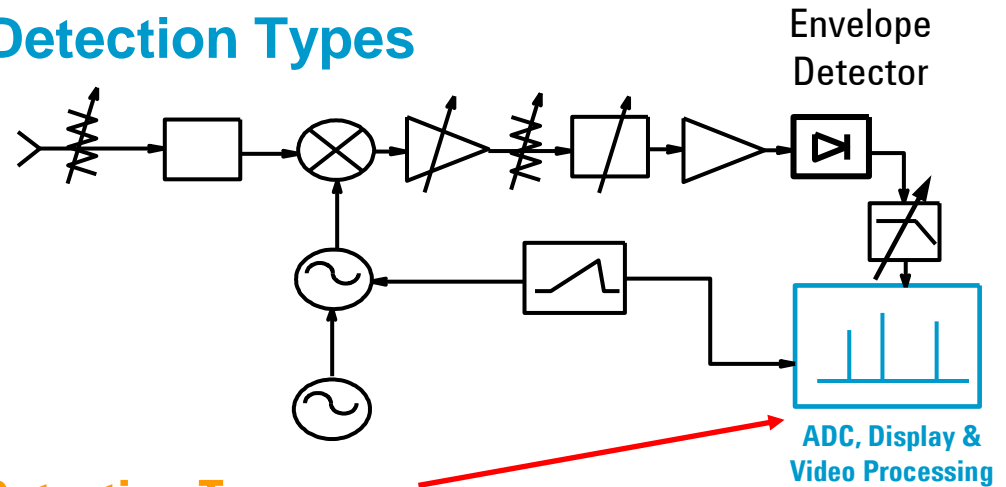 Detection Types
Envelope
Detector
ADC, Display &
Video Processing